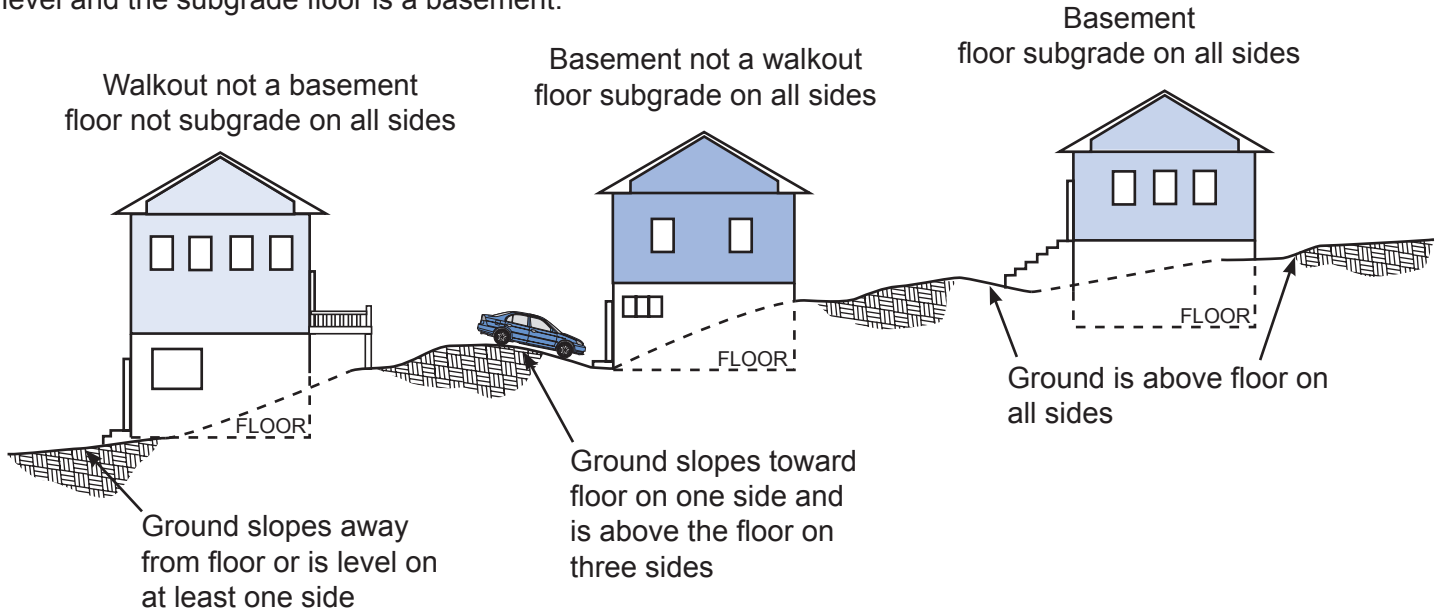 level and the subgrade floor is a basement.
Walkout not a basement
floor not subgrade on all sides
Basement not a walkout
floor subgrade on all sides
Basement
floor subgrade on all sides
FLOOR
FLOOR
FLOOR
Ground slopes away
from floor or is level on
at least one side
Ground slopes toward
floor on one side and
is above the floor on
three sides
Ground is above floor on
all sides